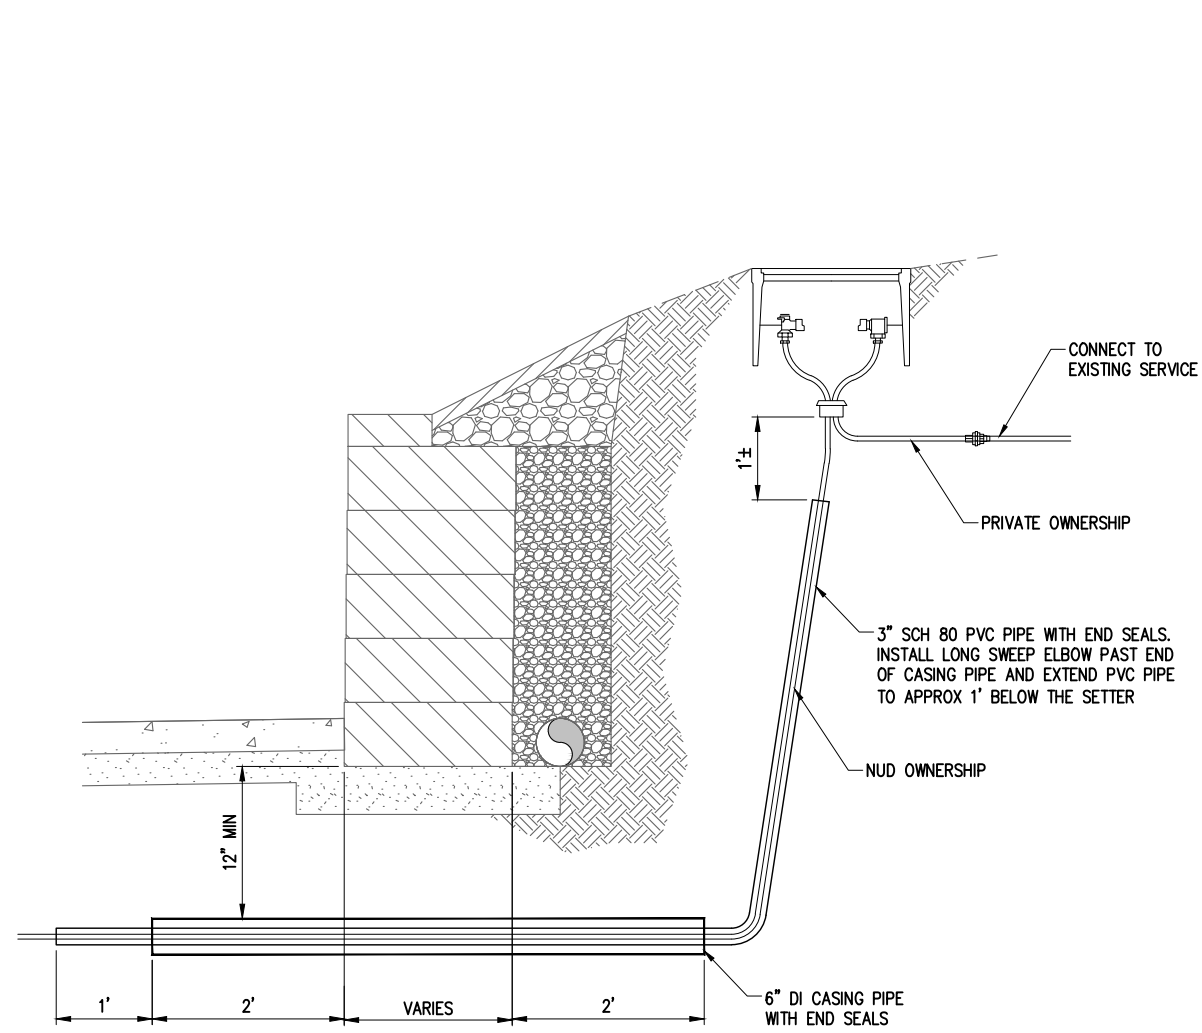 CONNECT TO
EXISTING SERVICE
1'±
PRIVATE OWNERSHIP
3" SCH 80 PVC PIPE WITH END SEALS.
INSTALL LONG SWEEP ELBOW PAST END
OF CASING PIPE AND EXTEND PVC PIPE
TO APPROX 1' BELOW THE SETTER
NUD OWNERSHIP
12" MIN
1'
2'
VARIES
2'
6" DI CASING PIPE
WITH END SEALS